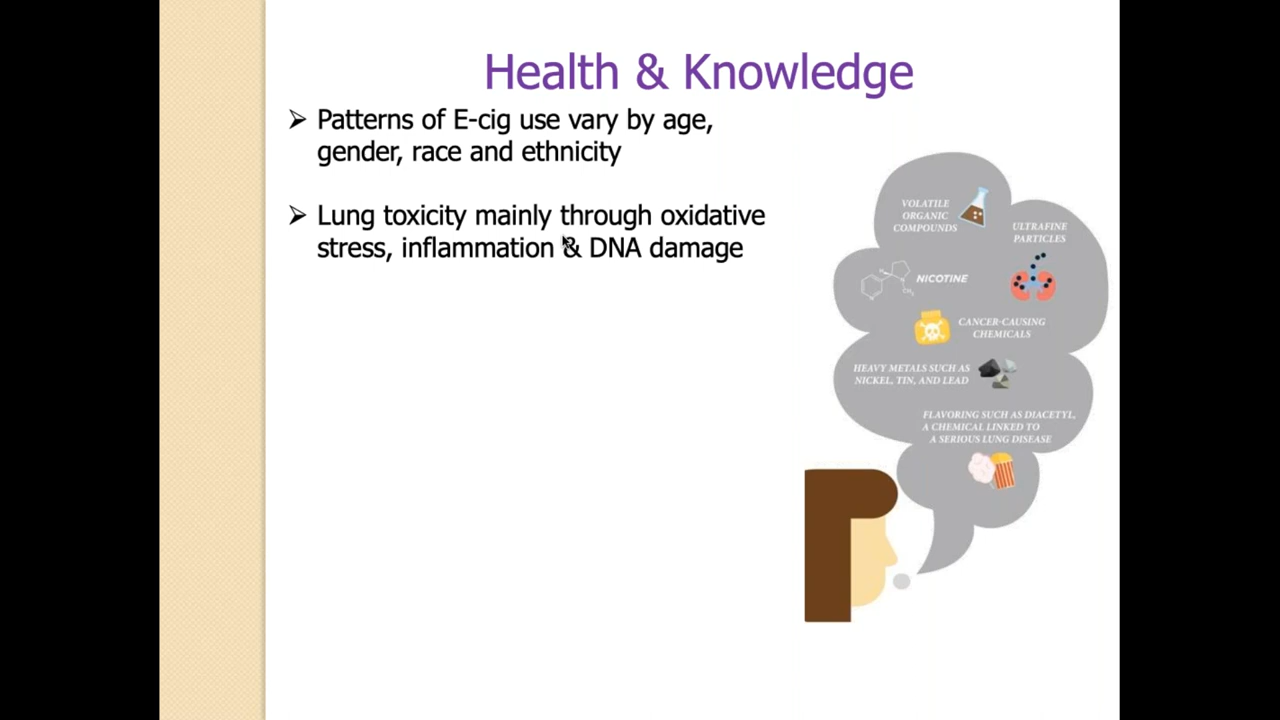 Health & Knowledge
➢ Patterns of E-cig use vary by age,
gender, race and ethnicity
➢ Lung toxicity mainly through oxidative
stress, inflammation & DNA damage
VOLATILE
ORGANIC
COMPOUNDS
ULTRAFINE
PARTICLES
NICOTINE
CANCER-CAUSING
CHEMICALS
HEAVY METALS SUCH AS
NICKEL, TIN, AND LEAD
FLAVORING SUCH AS DIACETYL,
A CHEMICAL LINKED TO
A SERIOUS LUNG DISEASE